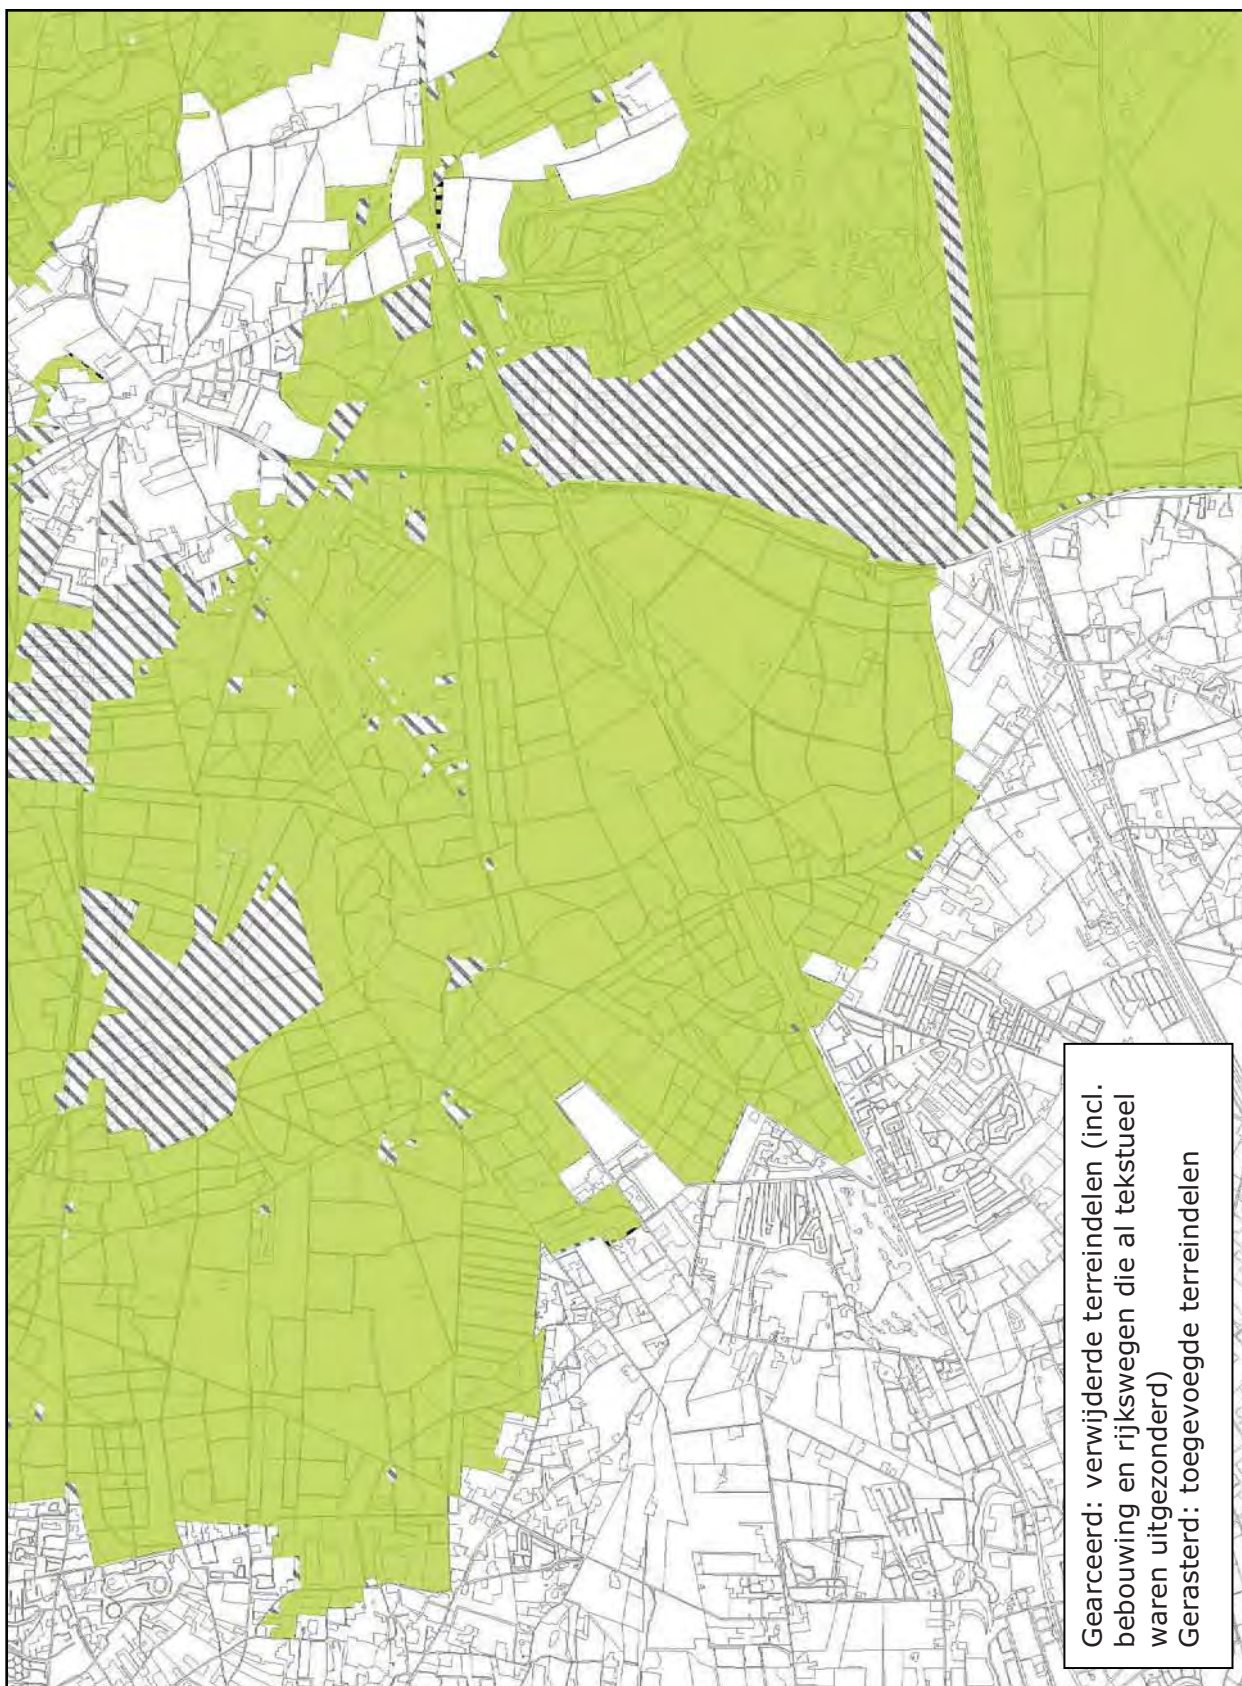 Gearceerd: verwijderde terreindelen (incl.
bebouwing en rijkswegen die al tekstueel
waren uitgezonderd)
Gerasterd: toegevoegde terreindelen